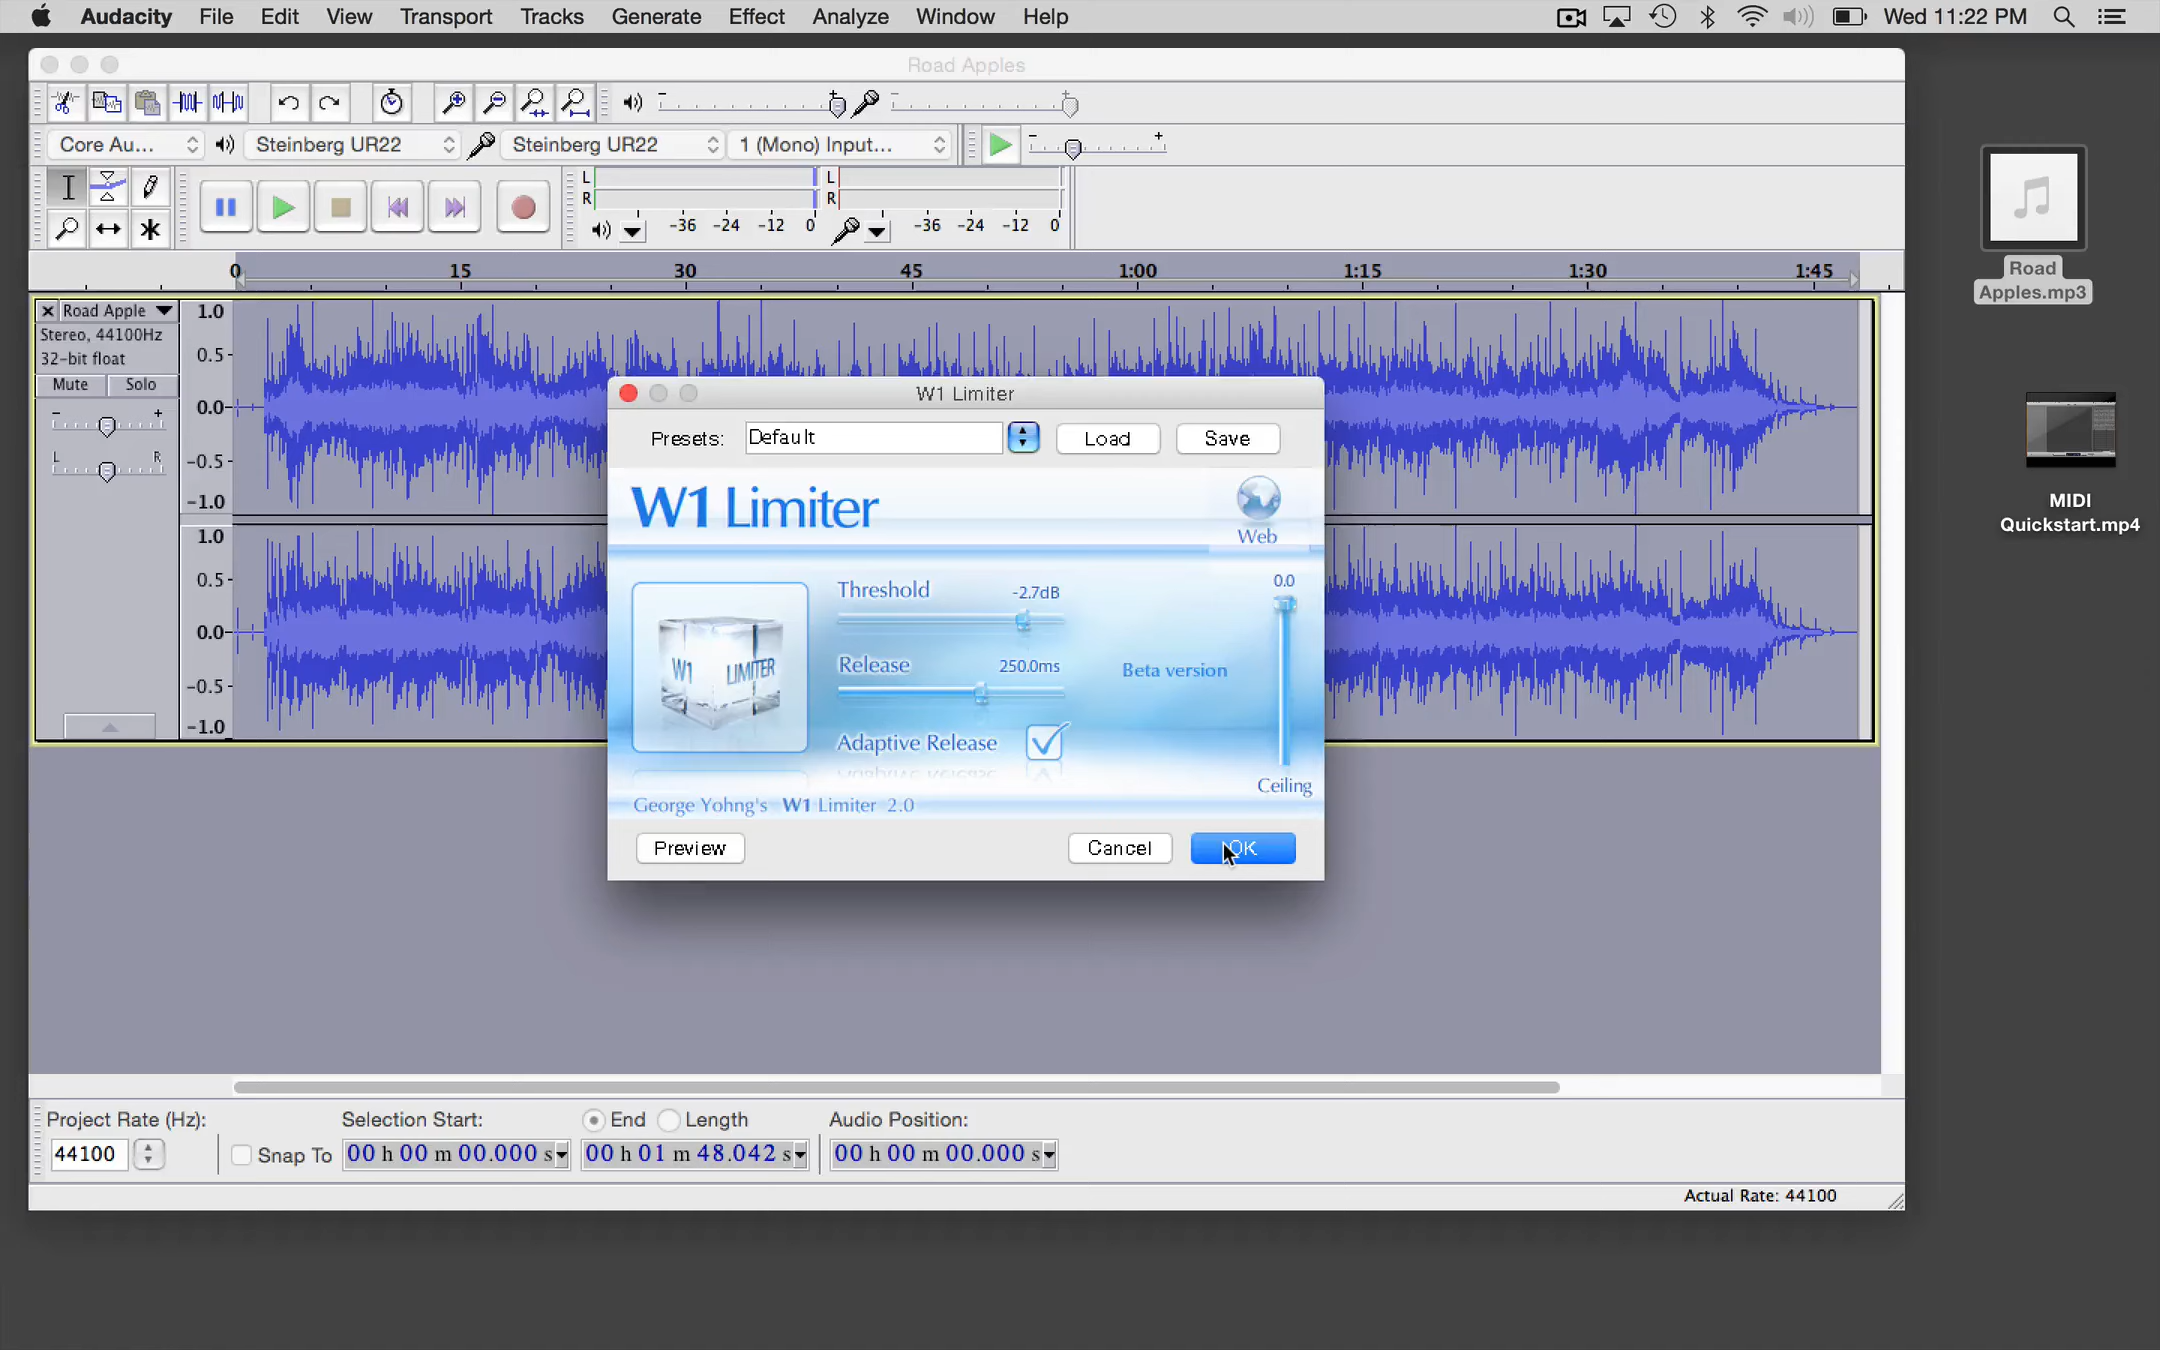 Audacity File Edit View Transport Tracks Generate Effect Analyze Window Help Wed 11:22 PM
Road Apples
Core Au... Steinberg UR22 Steinberg UR22 1 (Mono) Input...
L L
R R
-36 -24 -12 0 -36 -24 -12 0
0 15 30 45 1:00 1:15 1:30 1:45
Road Apple
Stereo, 44100Hz
32-bit float
Mute Solo
- +
L R
1.0
0.5-
0.0-
-0.5-
-1.0
1.0
0.5-
0.0-
-0.5-
-1.0
W1 Limiter
Presets: Default Load Save
W1 Limiter
Web
W1 LIMITER
Threshold -2.7dB
Release 250.0ms
Adaptive Release
Beta version
0.0
Ceiling
George Yohng's W1 Limiter 2.0
Preview Cancel OK
Project Rate (Hz): Selection Start: End Length Audio Position:
44100 Snap To 00 h 00 m 00.000 s 00 h 01 m 48.042 s 00 h 00 m 00.000 s
Actual Rate: 44100
Road
Apples.mp3
MIDI
Quickstart.mp4